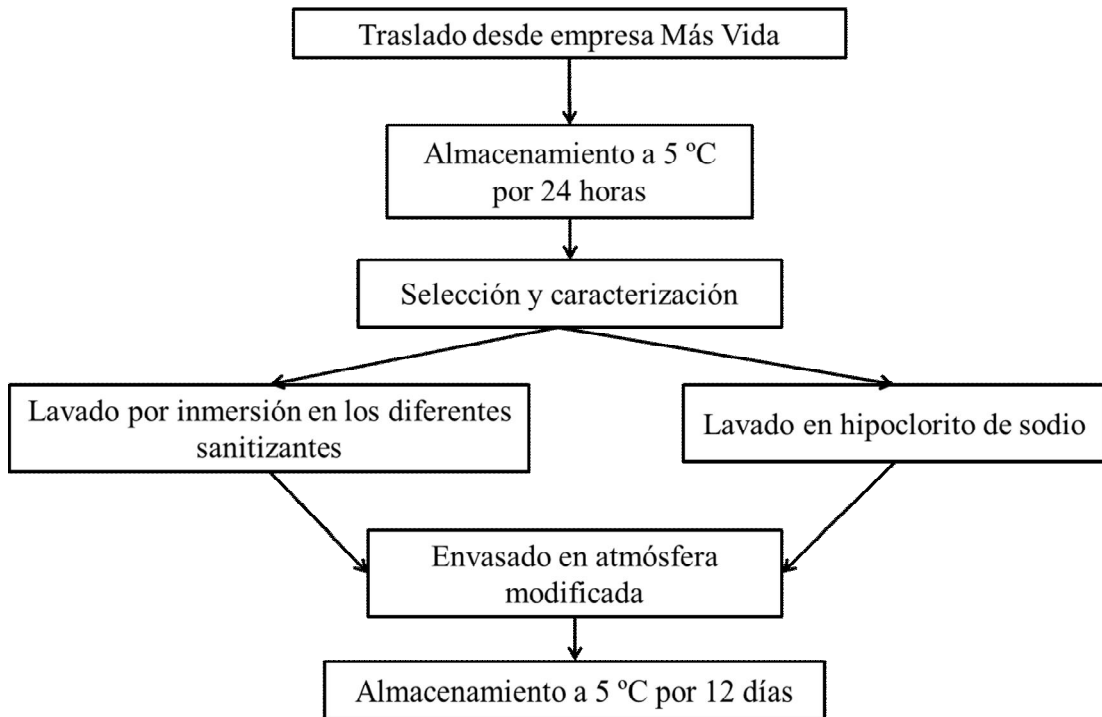 Traslado desde empresa Más Vida
Almacenamiento a 5 ºC
por 24 horas
Selección y caracterización
Lavado por inmersión en los diferentes
sanitizantes
Lavado en hipoclorito de sodio
Envasado en atmósfera
modificada
Almacenamiento a 5 ºC por 12 días